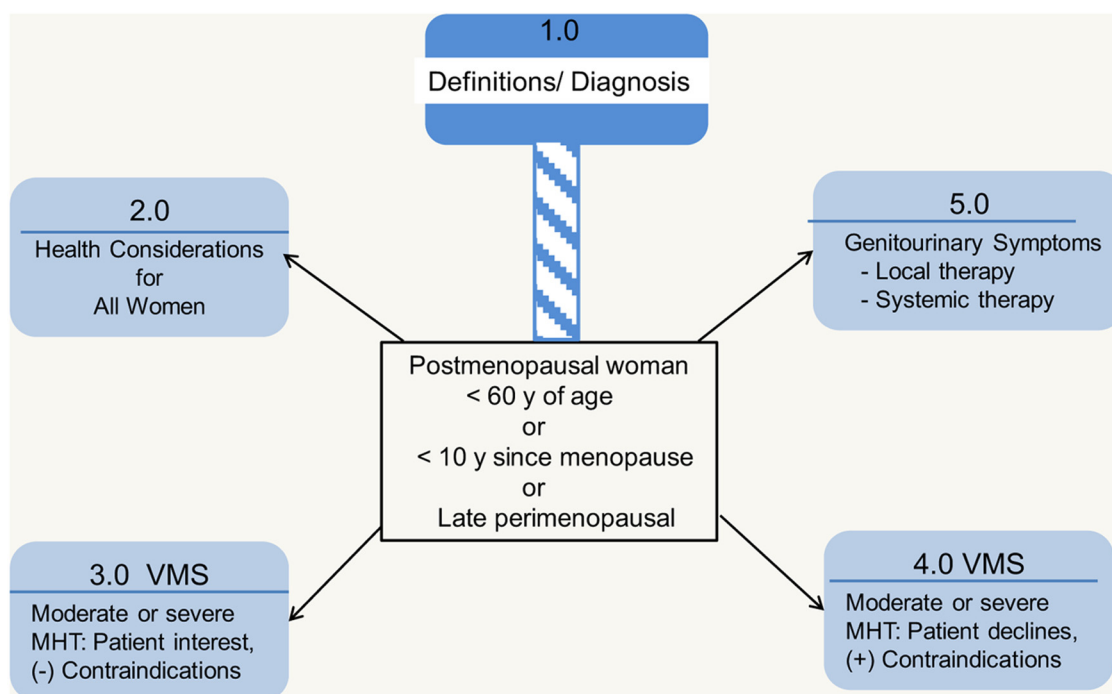 1.0
Definitions/ Diagnosis
2.0
Health Considerations
for
All Women
5.0
Genitourinary Symptoms
- Local therapy
- Systemic therapy
Postmenopausal woman
< 60 y of age
or
< 10 y since menopause
or
Late perimenopausal
3.0 VMS
Moderate or severe
MHT: Patient interest,
(-) Contraindications
4.0 VMS
Moderate or severe
MHT: Patient declines,
(+) Contraindications